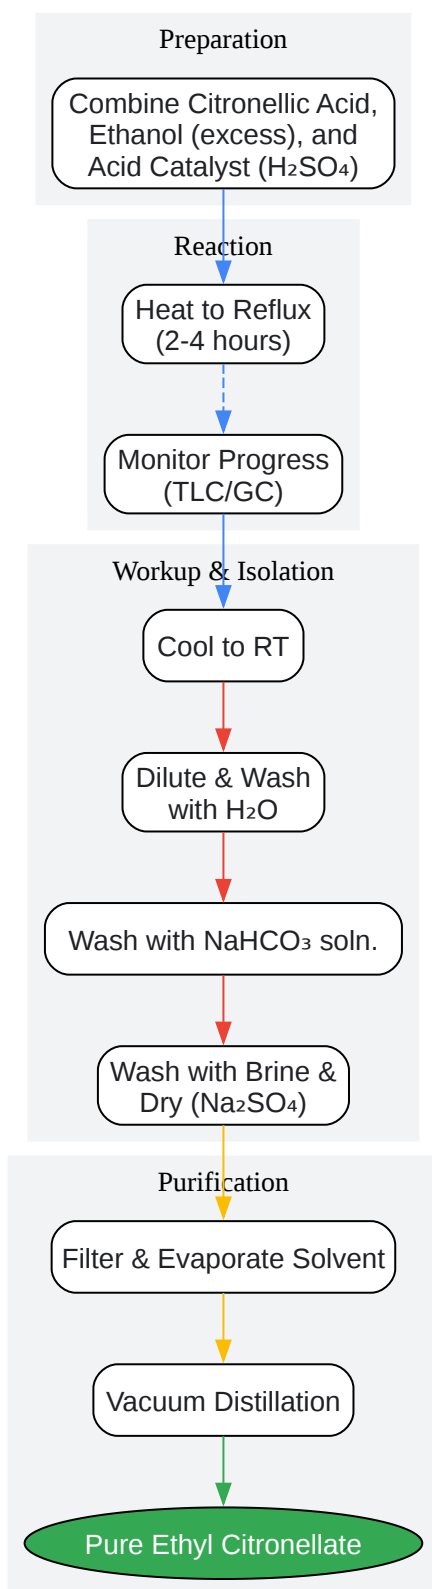 Preparation
Combine Citronellic Acid,
Ethanol (excess), and
Acid Catalyst (H₂SO₄)
Reaction
Heat to Reflux
(2-4 hours)
Monitor Progress
(TLC/GC)
Workup & Isolation
Cool to RT
Dilute & Wash
with H₂O
Wash with NaHCO₃ soln.
Wash with Brine &
Dry (Na₂SO₄)
Purification
Filter & Evaporate Solvent
Vacuum Distillation
Pure Ethyl Citronellate